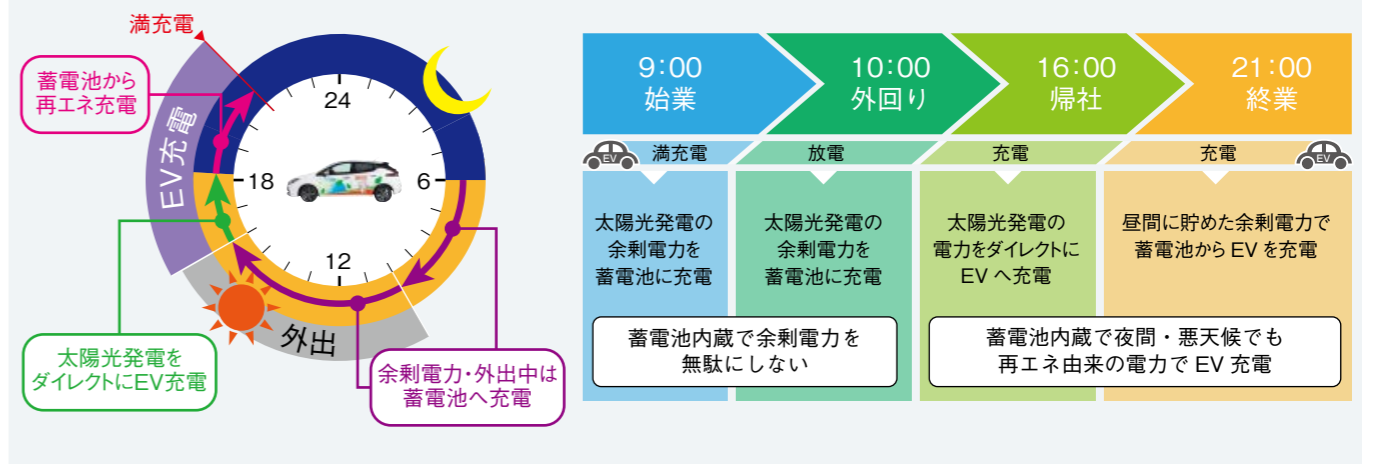 満充電
蓄電池から
再エネ充電
EV充電
24
18
6
12
外出
太陽光発電を
ダイレクトにEV充電
余剰電力・外出中は
蓄電池へ充電
9:00
始業
10:00
外回り
16:00
帰社
21:00
終業
EV
満充電
放電
充電
充電
EV
太陽光発電の
余剰電力を
蓄電池に充電
太陽光発電の
余剰電力を
蓄電池に充電
太陽光発電の
電力をダイレクトに
EVへ充電
昼間に貯めた余剰電力で
蓄電池からEVを充電
蓄電池内蔵で余剰電力を
無駄にしない
蓄電池内蔵で夜間・悪天候でも
再エネ由来の電力でEV充電